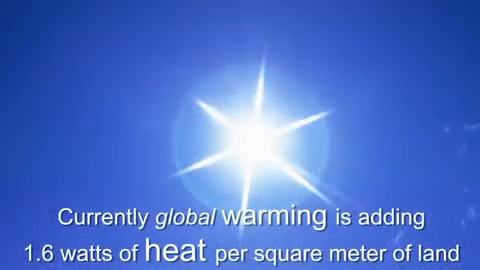 Currently global warming is adding
1.6 watts of heat per square meter of land